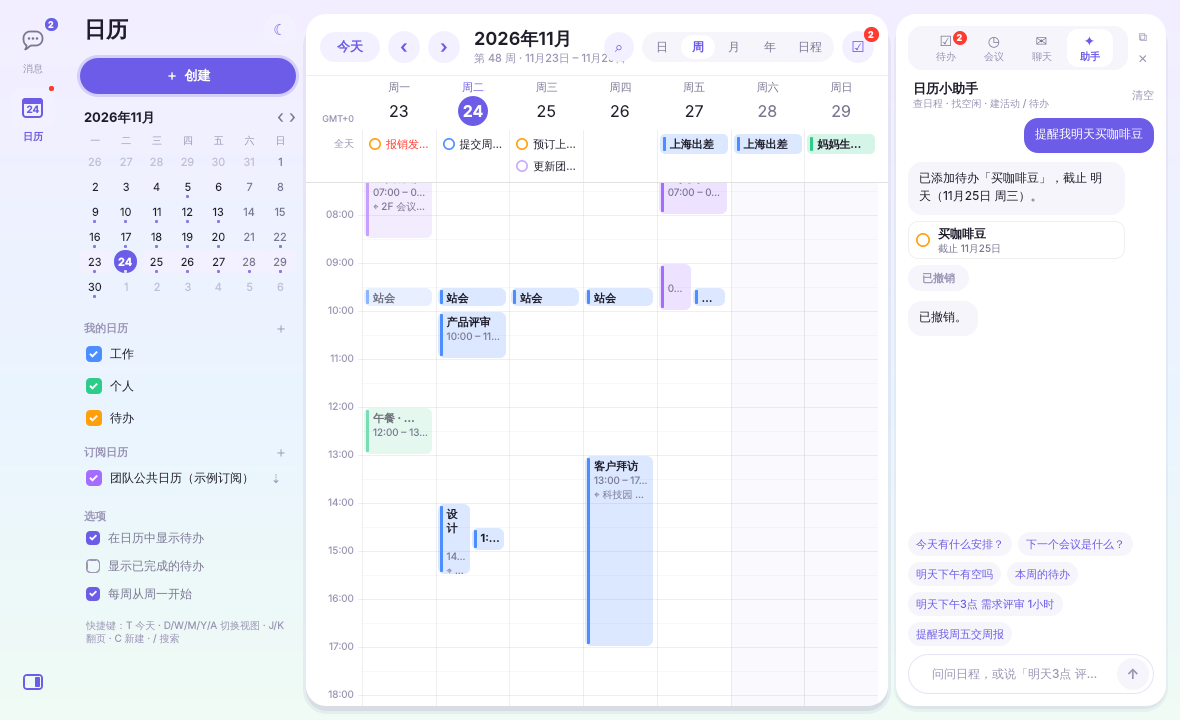 2
消息
24
日历
日历
☾
+ 创建
2026年11月
一 二 三 四 五 六 日
26 27 28 29 30 31 1
2 3 4 5 6 7 8
9 10 11 12 13 14 15
16 17 18 19 20 21 22
23 24 25 26 27 28 29
30 1 2 3 4 5 6
我的日历 +
工作
个人
待办
订阅日历 +
团队公共日历（示例订阅） ⇣
选项
在日历中显示待办
显示已完成的待办
每周从周一开始
快捷键：T 今天 · D/W/M/Y/A 切换视图 · J/K
翻页 · C 新建 · / 搜索
今天 ‹ ›
2026年11月
第 48 周 · 11月23日 – 11月2
日 周 月 年 日程
2
周一 周二 周三 周四 周五 周六 周日
GMT+0
23 24 25 26 27 28 29
全天
报销发…
提交周…
预订上…
更新团…
上海出差
上海出差
妈妈生…
07:00 – 0…
⌖ 2F 会议…
07:00 – 0…
08:00
09:00
0…
站会
站会
站会
站会
…
10:00
产品评审
10:00 – 11…
11:00
12:00
午餐 · …
12:00 – 13…
13:00
客户拜访
13:00 – 17…
⌖ 科技园 …
14:00
设
计
14…
⌖ …
1:…
15:00
16:00
17:00
18:00
2
待办 会议 聊天 助手
日历小助手
查日程 · 找空闲 · 建活动 / 待办
清空
提醒我明天买咖啡豆
已添加待办「买咖啡豆」，截止 明
天（11月25日 周三）。
买咖啡豆
截止 11月25日
已撤销
已撤销。
今天有什么安排？ 下一个会议是什么？
明天下午有空吗 本周的待办
明天下午3点 需求评审 1小时
提醒我周五交周报
问问日程，或说「明天3点 评…